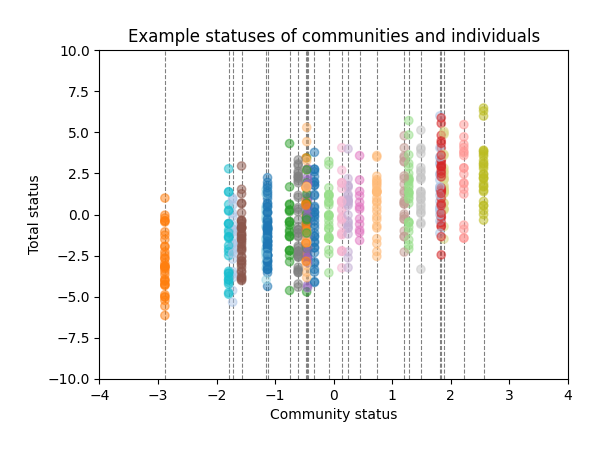 Example statuses of communities and individuals
10.0
7.5
5.0
2.5
0.0
−2.5
−5.0
−7.5
−10.0
Total status
−4 −3 −2 −1 0 1 2 3 4
Community status